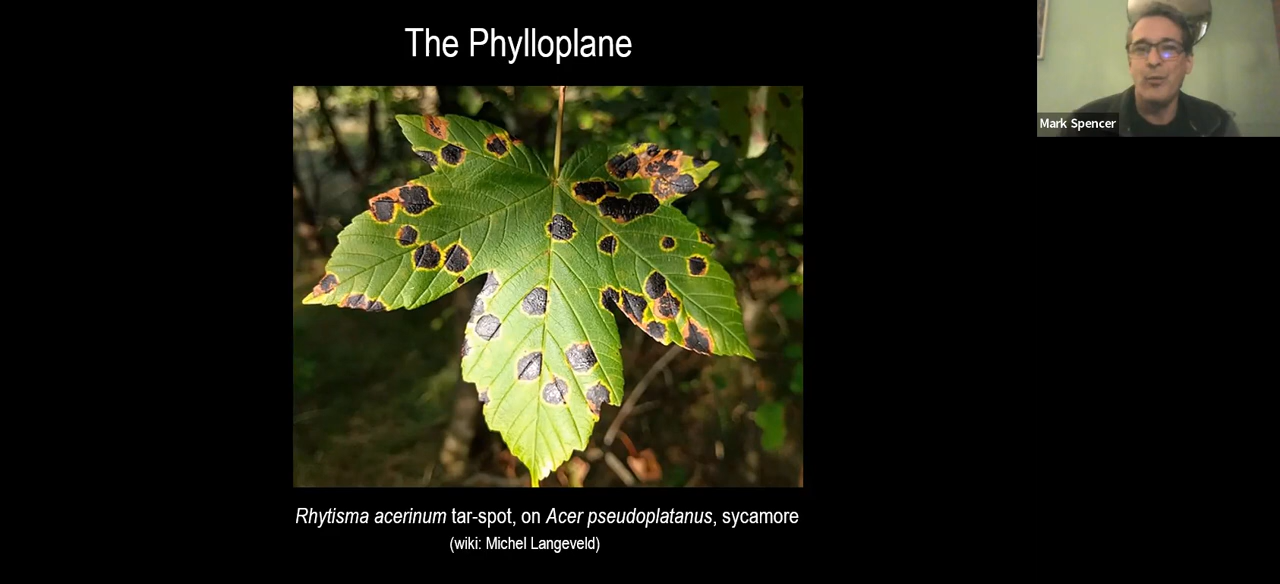 The Phylloplane
Mark Spencer
Rhytisma acerinum tar-spot, on Acer pseudoplatanus, sycamore
(wiki: Michel Langeveld)